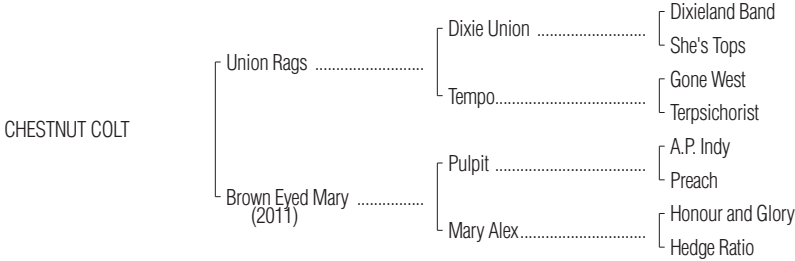 Dixieland Band
Dixie Union ..........................
She's Tops
Union Rags ..........................
Gone West
Tempo....................................
Terpsichorist
CHESTNUT COLT
A.P. Indy
Pulpit ....................................
Preach
Brown Eyed Mary ................
(2011)
Honour and Glory
Mary Alex..............................
Hedge Ratio